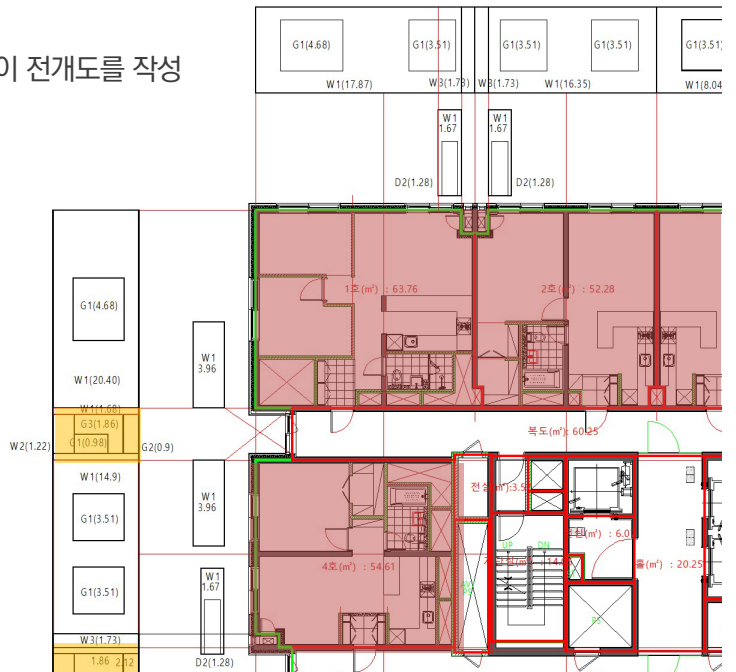 G1(4.68)
G1(3.51)
G1(3.51)
G1(3.51)
G1(3.51)
이 전개도를 작성
W1(17.87)
W3(1.73)
W3(1.73)
W1(16.35)
W1(8.04
W1
1.67
W1
1.67
D2(1.28)
D2(1.28)
1호(㎡) : 63.76
2호(㎡) : 52.28
G1(4.68)
W1
3.96
W1(20.40)
W1(1.68)
G3(1.86)
G1(0.98)
W2(1.22)
G2(0.9)
복도(㎡): 60.25
W1(14.9)
W1
3.96
G1(3.51)
UP
DN
4호(㎡) : 54.61
홀(㎡) : 20.25
W1
1.67
G1(3.51)
PS
W3(1.73)
1.86
2.12
D2(1.28)